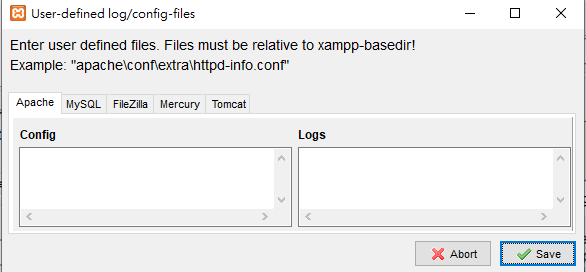 User-defined log/config-files
Enter user defined files. Files must be relative to xampp-basedir!
Example: "apache\conf\extra\httpd-info.conf"
Apache MySQL FileZilla Mercury Tomcat
Config Logs
Abort Save